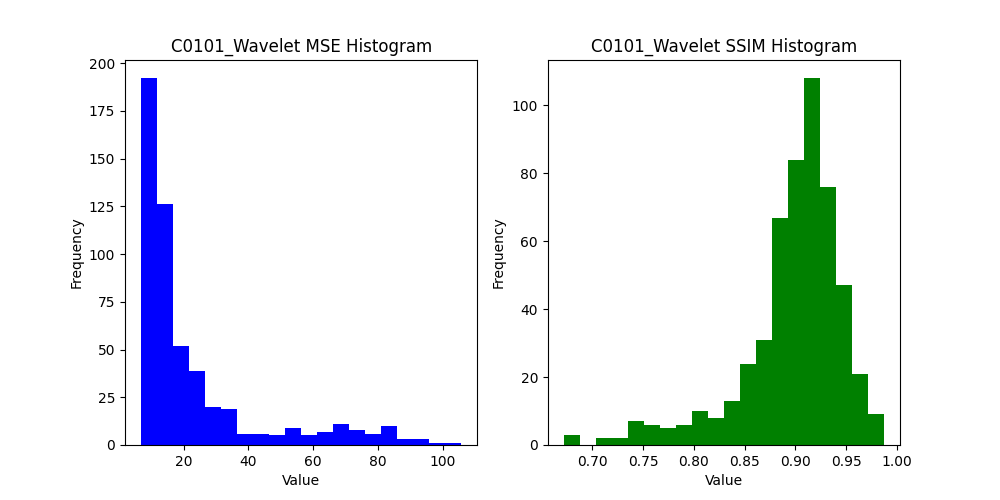 C0101_Wavelet MSE Histogram
200
175
150
125
100
75
50
25
0
Frequency
20 40 60 80 100
Value
C0101_Wavelet SSIM Histogram
100
80
60
40
20
0
Frequency
0.70 0.75 0.80 0.85 0.90 0.95 1.00
Value